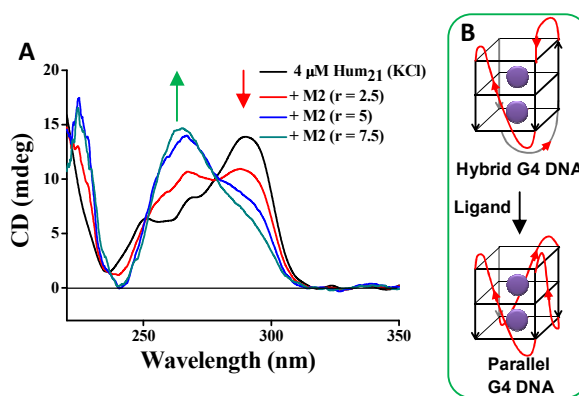 A
20
15
10
5
0
CD (mdeg)
250
300
350
Wavelength (nm)
4 μM Hum21 (KCl)
+ M2 (r = 2.5)
+ M2 (r = 5)
+ M2 (r = 7.5)
B
Hybrid G4 DNA
Ligand
Parallel
G4 DNA